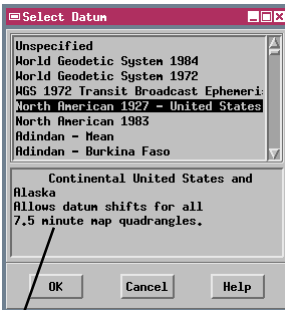 Select Datum
Unspecified
World Geodetic System 1984
World Geodetic System 1972
WGS 1972 Transit Broadcast Ephemeri
North American 1927 - United States
North American 1983
Adindan - Mean
Adindan - Burkina Faso
Continental United States and
Alaska
Allows datum shifts for all
7.5 minute map quadrangles.
OK Cancel Help